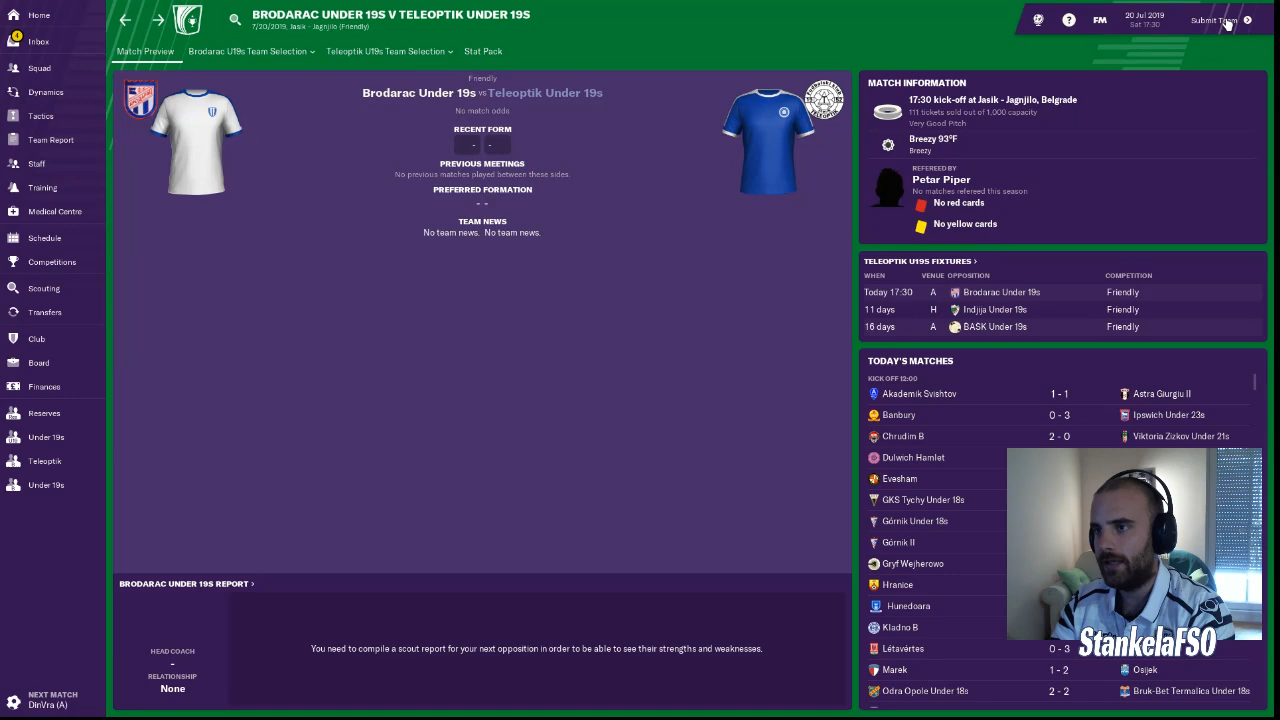 BRODARAC UNDER 19S V TELEOPTIK UNDER 19S
7/20/2019, Jasik - Jagnjilo (Friendly)
20 Jul 2019
Sat 17:30
FM
Submit Team
Match Preview
Brodarac U19s Team Selection
Teleoptik U19s Team Selection
Stat Pack
Home
4
Inbox
Squad
Dynamics
Tactics
Team Report
Staff
Training
Medical Centre
Schedule
Competitions
Scouting
Transfers
Club
Board
Finances
Reserves
Under 19s
Teleoptik
Under 19s
NEXT MATCH
DinVra (A)
Friendly
Brodarac Under 19s vs Teleoptik Under 19s
No match odds
RECENT FORM
- -
PREVIOUS MEETINGS
No previous matches played between these sides.
PREFERRED FORMATION
- -
TEAM NEWS
No team news. No team news.
BRODARAC UNDER 19S REPORT
HEAD COACH
-
RELATIONSHIP
None
You need to compile a scout report for your next opposition in order to be able to see their strengths and weaknesses.
MATCH INFORMATION
17:30 kick-off at Jasik - Jagnjilo, Belgrade
111 tickets sold out of 1,000 capacity
Very Good Pitch
Breezy 93°F
Breezy
REFEREED BY
Petar Piper
No matches refereed this season
No red cards
No yellow cards
TELEOPTIK U19S FIXTURES
WHEN VENUE OPPOSITION COMPETITION
Today 17:30 A Brodarac Under 19s Friendly
11 days H Indjija Under 19s Friendly
16 days A BASK Under 19s Friendly
TODAY'S MATCHES
KICK OFF 12:00
Akademik Svishtov 1 - 1 Astra Giurgiu II
Banbury 0 - 3 Ipswich Under 23s
Chrudim B 2 - 0 Viktoria Zizkov Under 21s
Dulwich Hamlet
Evesham
GKS Tychy Under 18s
Górnik Under 18s
Górnik II
Gryf Wejherowo
Hranice
Hunedoara
Kladno B
Létavértes 0 - 3
Marek 1 - 2 Osijek
Odra Opole Under 18s 2 - 2 Bruk-Bet Termalica Under 18s
StankelaFSO